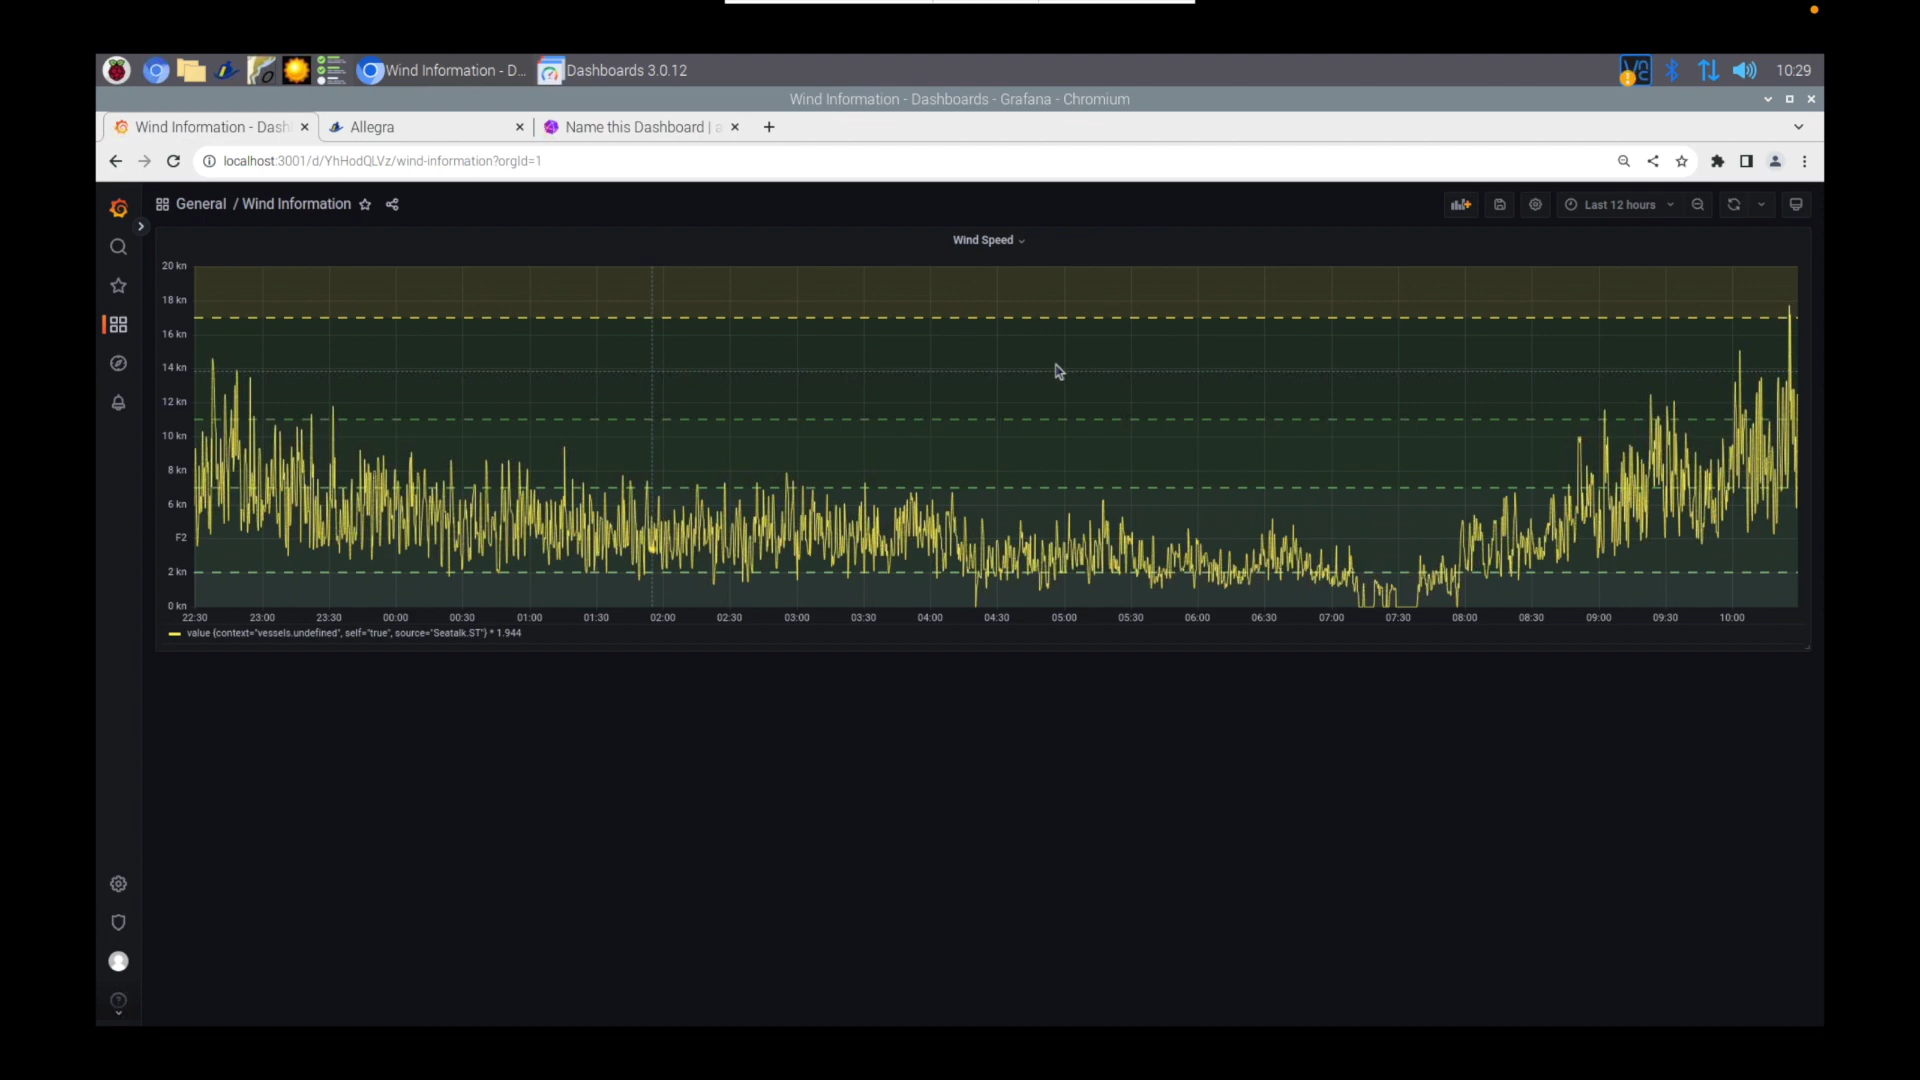 Wind Information - D...
Dashboards 3.0.12
10:29
Wind Information - Dashboards - Grafana - Chromium
Wind Information - Dash
Allegra
Name this Dashboard | a
localhost:3001/d/YhHodQLVz/wind-information?orgId=1
General / Wind Information
Last 12 hours
Wind Speed
20 kn
18 kn
16 kn
14 kn
12 kn
10 kn
8 kn
6 kn
F2
2 kn
0 kn
22:30 23:00 23:30 00:00 00:30 01:00 01:30 02:00 02:30 03:00 03:30 04:00 04:30 05:00 05:30 06:00 06:30 07:00 07:30 08:00 08:30 09:00 09:30 10:00
value {context="vessels.undefined", self="true", source="Seatalk.ST"} * 1.944